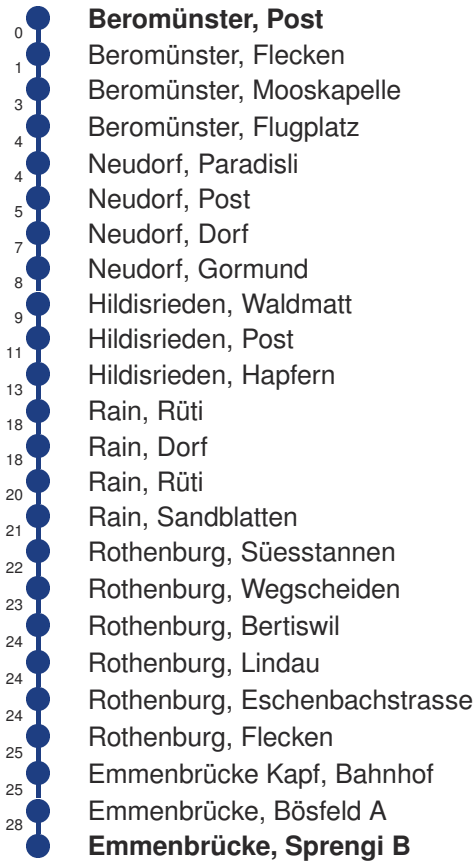 Beromünster, Post
0
Beromünster, Flecken
1
Beromünster, Mooskapelle
3
Beromünster, Flugplatz
4
Neudorf, Paradisli
4
Neudorf, Post
5
Neudorf, Dorf
7
Neudorf, Gormund
8
Hildisrieden, Waldmatt
9
Hildisrieden, Post
11
Hildisrieden, Hapfern
13
Rain, Rüti
18
Rain, Dorf
18
Rain, Rüti
20
Rain, Sandblatten
21
Rothenburg, Süesstannen
22
Rothenburg, Wegscheiden
23
Rothenburg, Bertiswil
24
Rothenburg, Lindau
24
Rothenburg, Eschenbachstrasse
24
Rothenburg, Flecken
25
Emmenbrücke Kapf, Bahnhof
25
Emmenbrücke, Bösfeld A
28
Emmenbrücke, Sprengi B